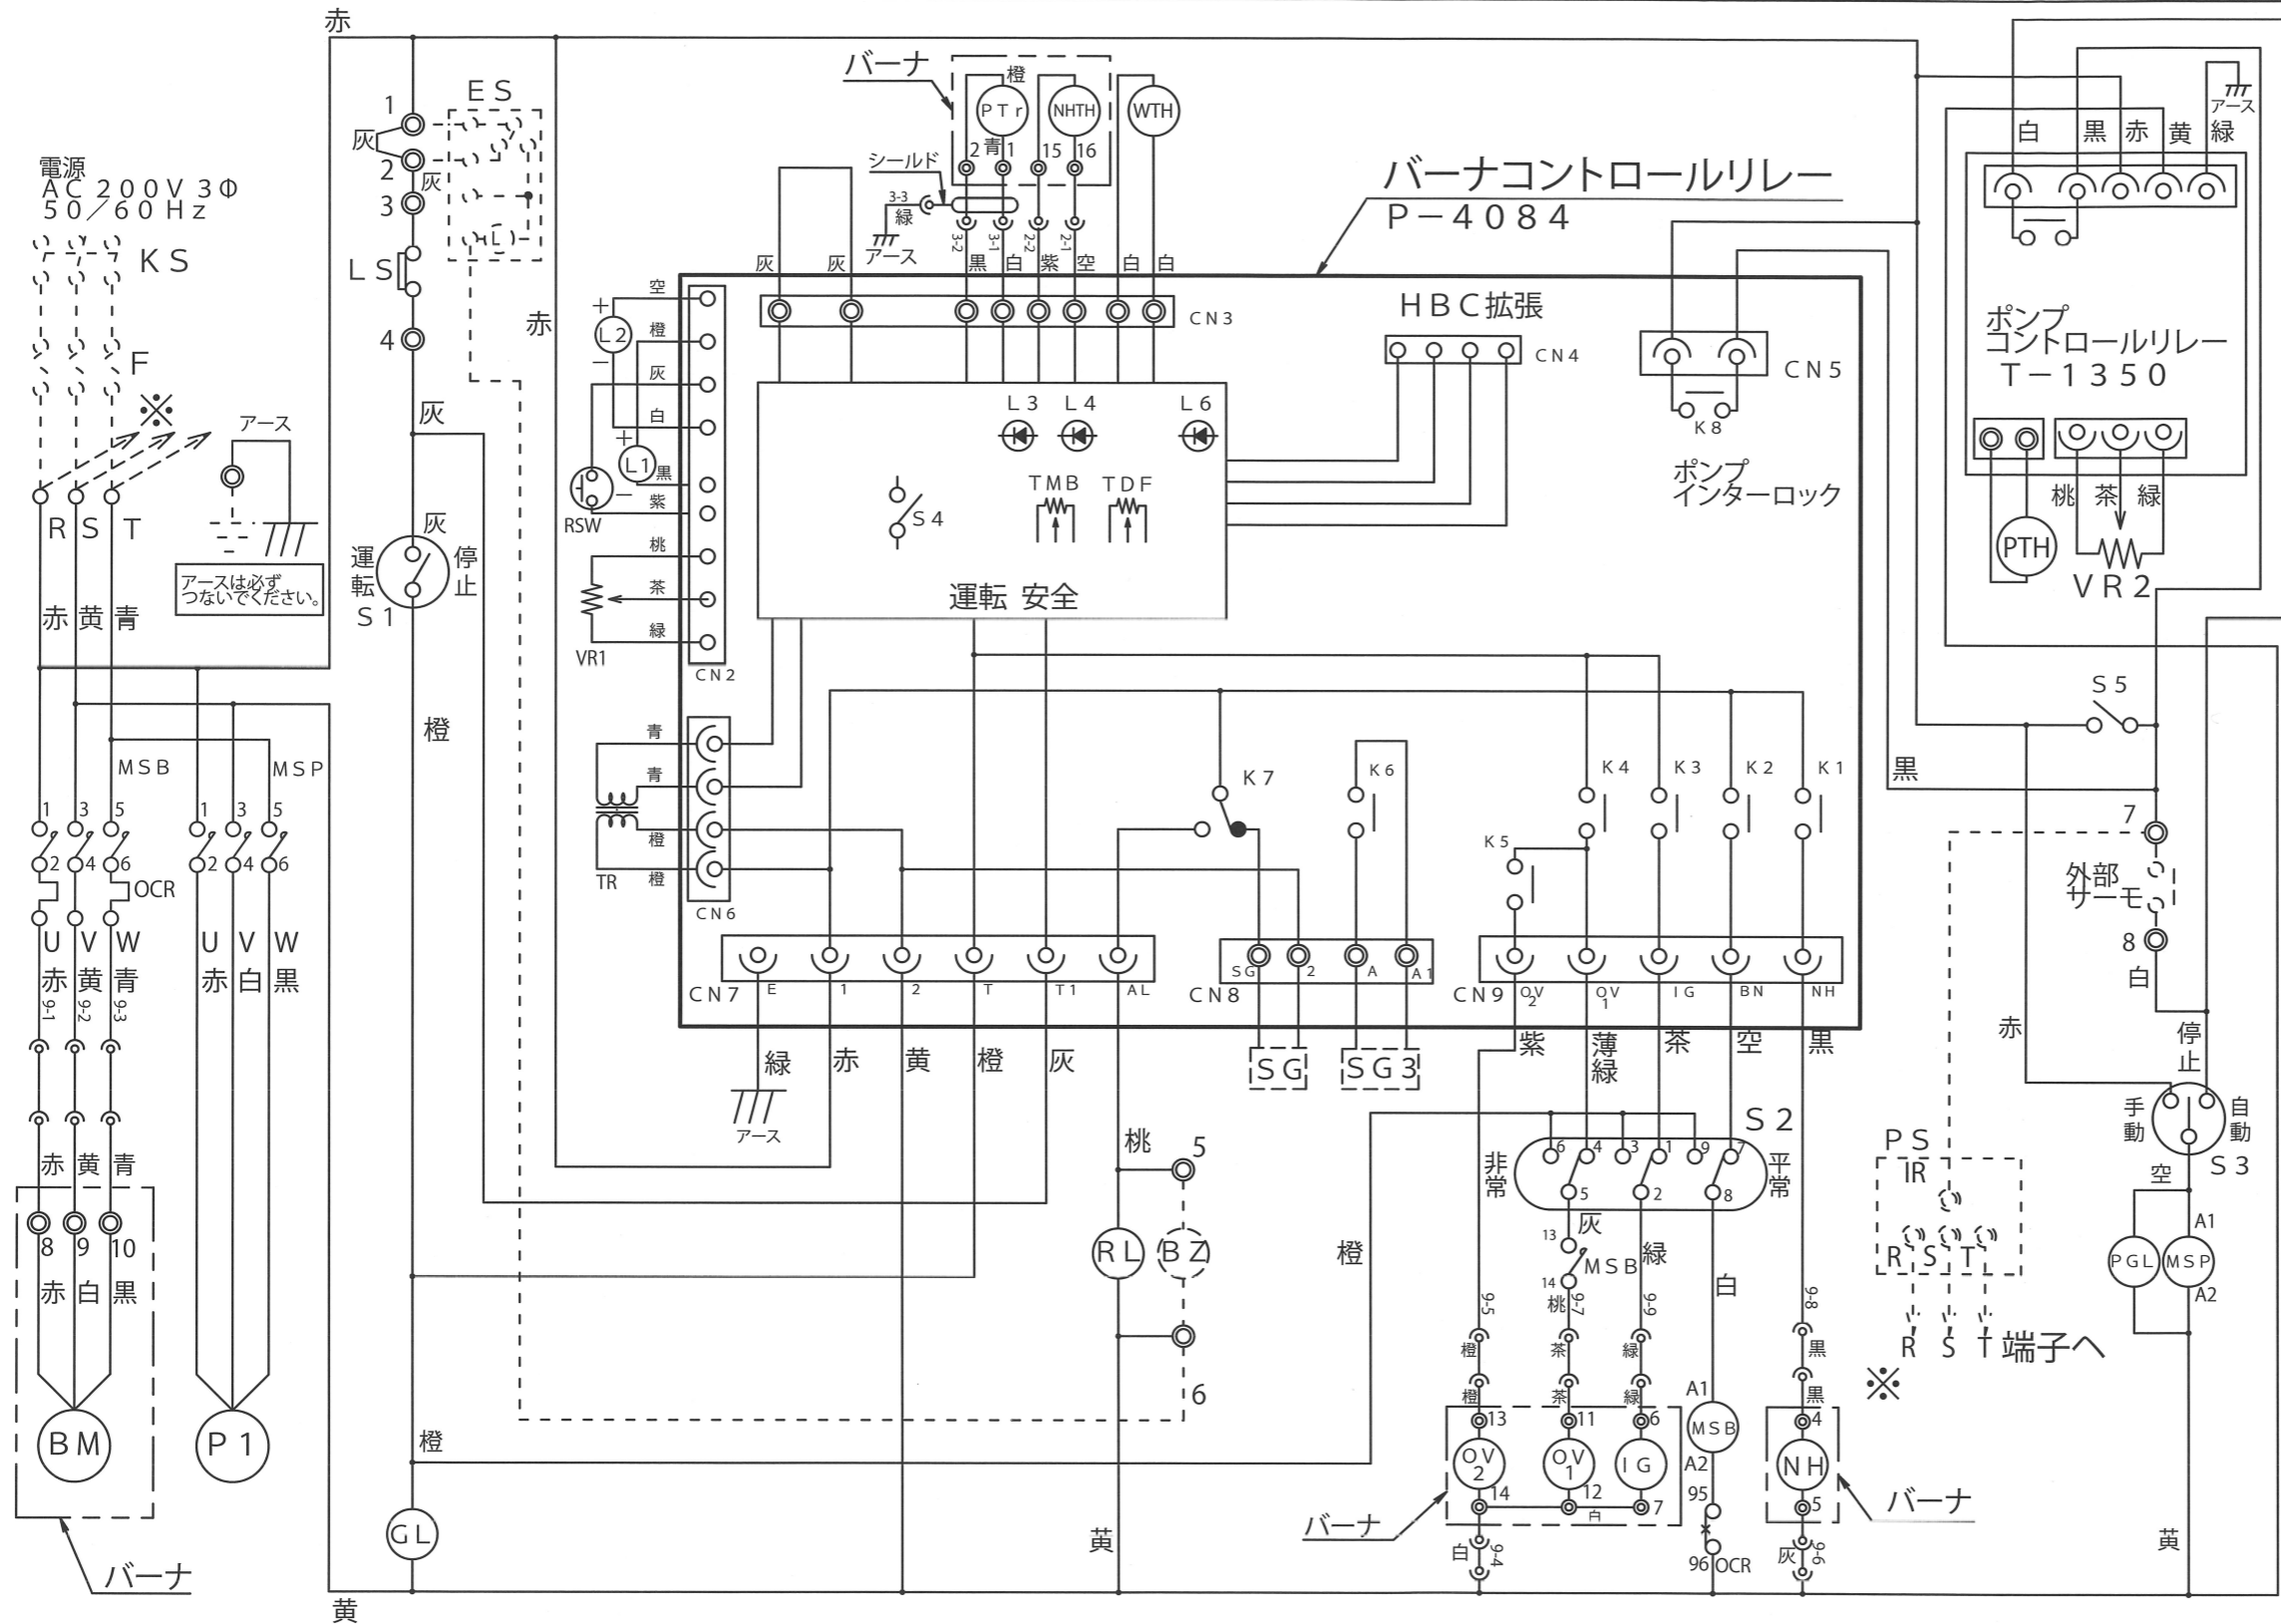 赤
電源
AC 200V 3Φ
50/60Hz
KS
F
※
アース
R S T
アースは必ず
つないでください。
赤 黄 青
MSB
MSP
1 3 5
2 4 6
OCR
1 3 5
2 4 6
U V W
赤 黄 青
9-1 9-2 9-3
U V W
赤 白 黒
赤 黄 青
8 9 10
赤 白 黒
BM
P1
バーナ
ES
1
灰
2
灰
3
LS
4
L
灰
灰
運転
停止
S1
橙
橙
GL
黄
赤
バーナ
橙
PTr
NHTH
WTH
2 青 1 15 16
シールド
3-3
緑
アース
3-2 3-1 2-2 2-1
灰 灰 黒 白 紫 空 白 白
CN3
バーナコントロールリレー
P-4084
空
+
L2
橙
−
灰
白
+
L1
黒
−
紫
RSW
桃
茶
緑
VR1
CN2
L3 L4 L6
TMB TDF
S4
運転 安全
HBC拡張
CN4
CN5
K8
ポンプ
インターロック
青
青
橙
橙
TR
CN6
K7
K6
K5
K4 K3 K2 K1
CN7
E 1 2 T T1 AL
CN8
SG 2 A A1
CN9
OV2 OV1 IG BN NH
緑 赤 黄 橙 灰
アース
SG
SG3
紫 薄緑 茶 空 黒
桃
5
RL
BZ
6
黄
橙
S2
非常
平常
6 4 3 1 9 7
5 2 8
灰
13
MSB
14
桃
緑
白
9-5 9-7 9-9 9-8
橙 茶 緑 黒
橙 茶 緑 黒
13 11 6
OV2
OV1
IG
14 12 7
白
バーナ
白
9-4
A1
MSB
A2
95
96 OCR
4
NH
5
バーナ
灰
9-6
アース
白 黒 赤 黄 緑
ポンプ
コントロールリレー
T-1350
桃 茶 緑
PTH
VR2
S5
黒
7
外部
サーモ
8
白
赤
停止
手動
自動
S3
空
A1
PGL
MSP
A2
黄
PS
IR
R S T
R S T 端子へ
※